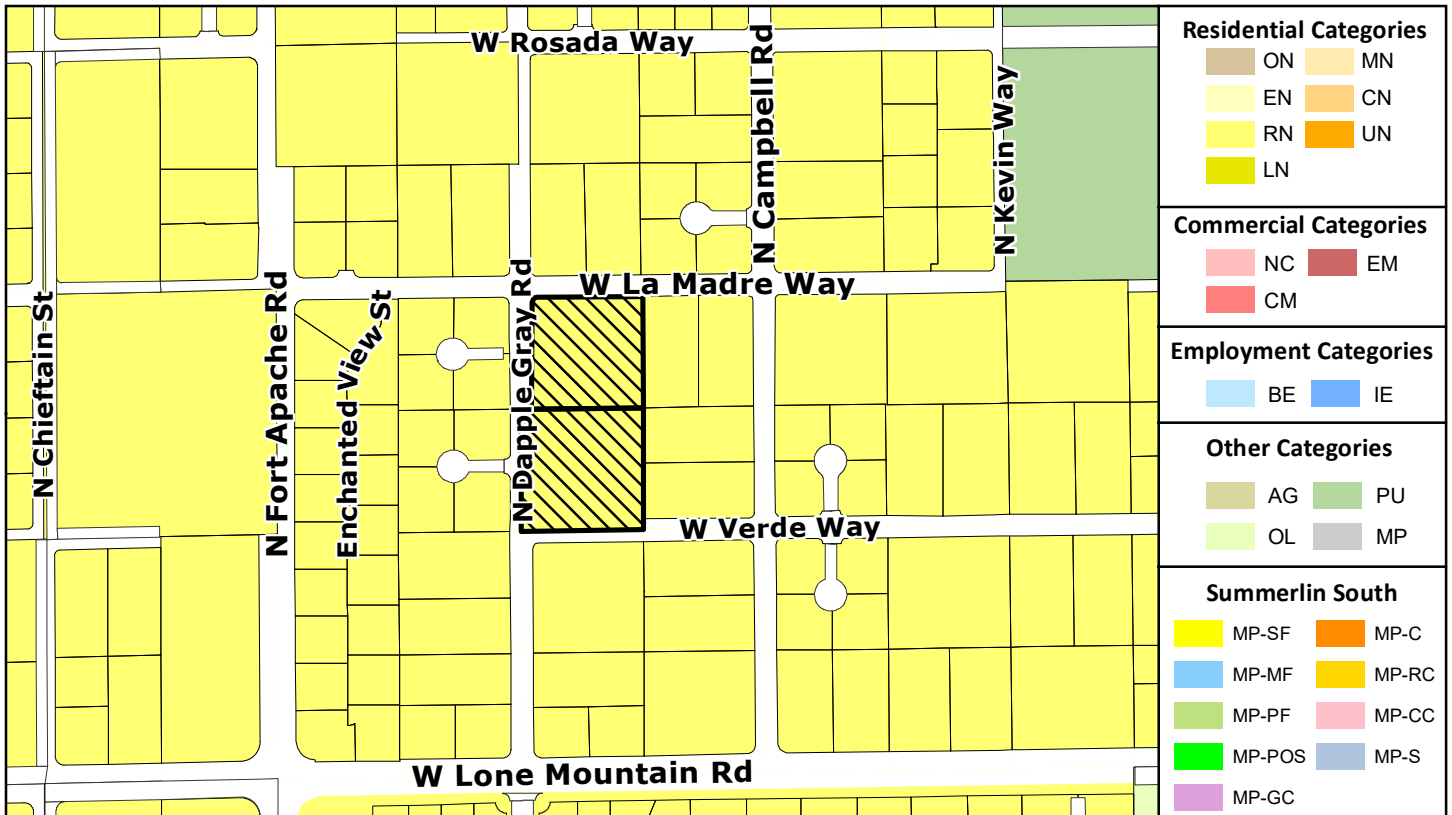 W Rosada Way
N Campbell Rd
N Kevin Way
W La Madre Way
N Chieftain St
N Fort Apache Rd
Enchanted View St
N Dapple Gray Rd
W Verde Way
W Lone Mountain Rd
Residential Categories
ON MN
EN CN
RN UN
LN
Commercial Categories
NC EM
CM
Employment Categories
BE IE
Other Categories
AG PU
OL MP
Summerlin South
MP-SF MP-C
MP-MF MP-RC
MP-PF MP-CC
MP-POS MP-S
MP-GC